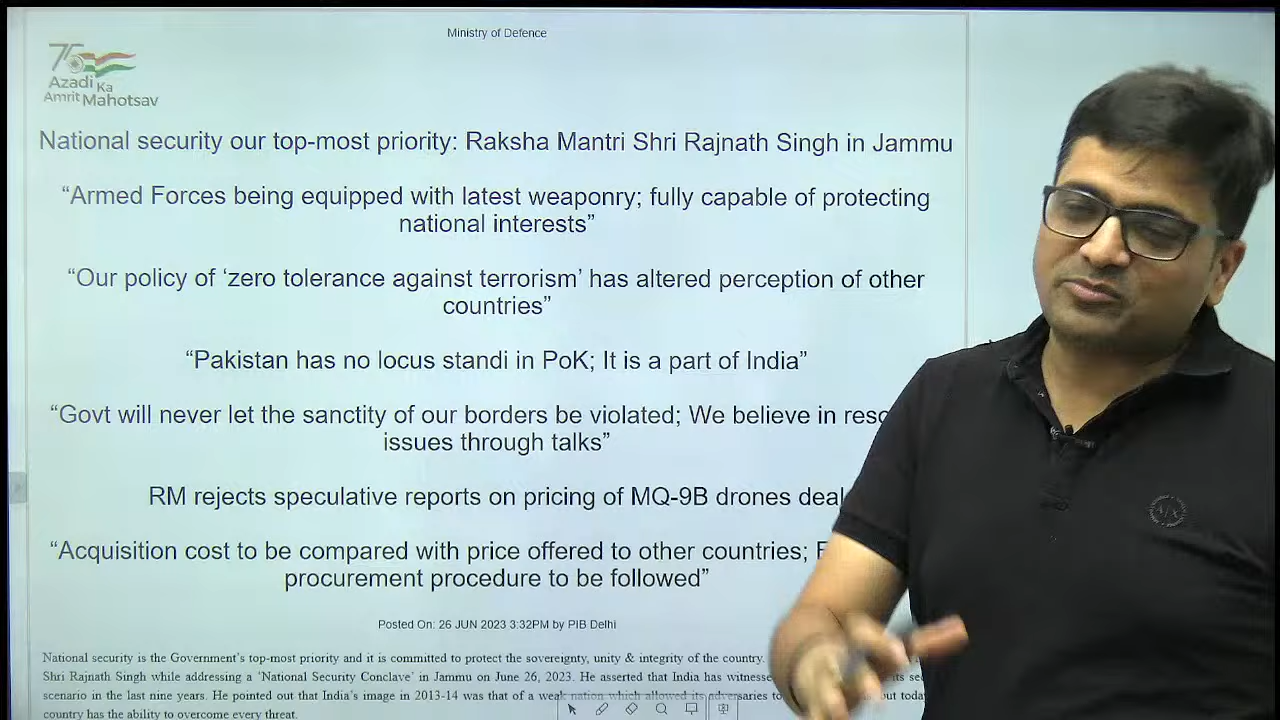 Ministry of Defence
75
Azadi Ka
Amrit Mahotsav
National security our top-most priority: Raksha Mantri Shri Rajnath Singh in Jammu
“Armed Forces being equipped with latest weaponry; fully capable of protecting
national interests”
“Our policy of ‘zero tolerance against terrorism’ has altered perception of other
countries”
“Pakistan has no locus standi in PoK; It is a part of India”
“Govt will never let the sanctity of our borders be violated; We believe in
issues through talks”
RM rejects speculative reports on pricing of MQ-9B drones deal
“Acquisition cost to be compared with price offered to other countries;
procurement procedure to be followed”
Posted On: 26 JUN 2023 3:32PM by PIB Delhi
National security is the Government's top-most priority and it is committed to protect the sovereignty, unity & integrity of the country.
Shri Rajnath Singh while addressing a ‘National Security Conclave’ in Jammu on June 26, 2023. He asserted that India has
scenario in the last nine years. He pointed out that India's image in 2013-14 was that of a weak nation which allowed its adversaries to
country has the ability to overcome every threat.
A|X